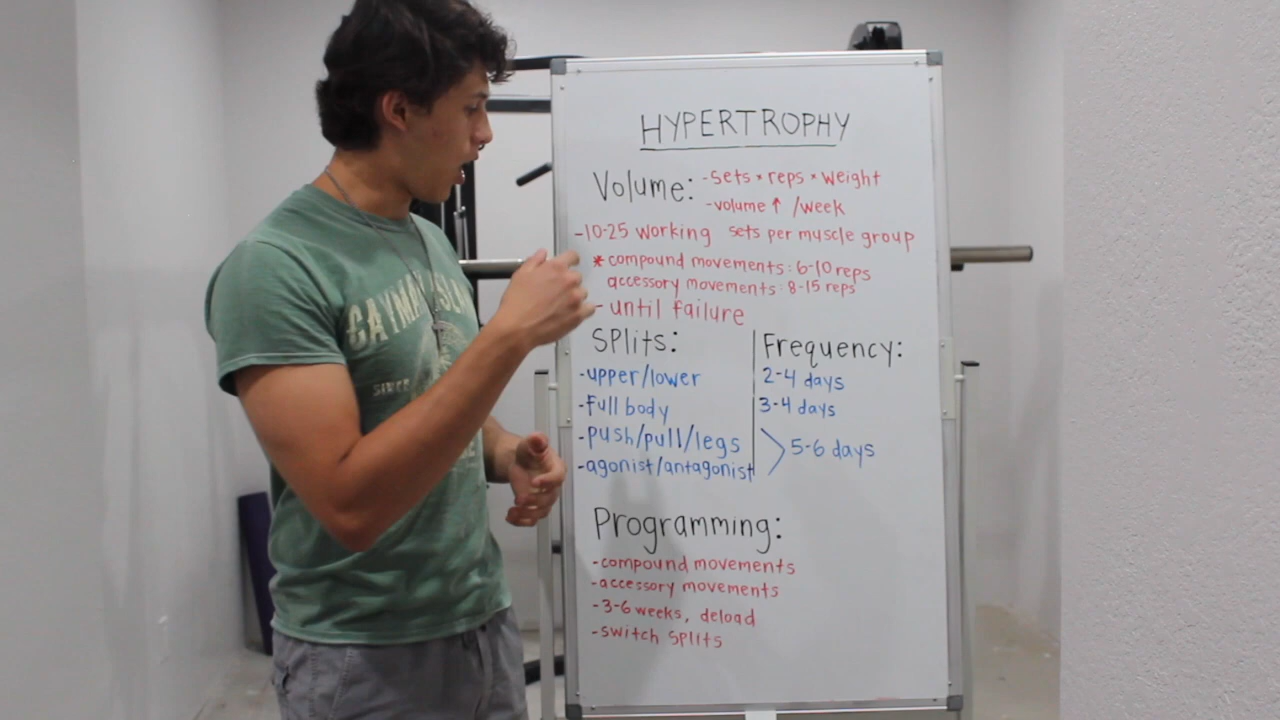 HYPERTROPHY
Volume: -sets * reps * weight
-volume ↑ /week
-10-25 working sets per muscle group
* compound movements: 6-10 reps
accessory movements: 8-15 reps
- until failure
Splits:
-upper/lower
-full body
-push/pull/legs
-agonist/antagonist
Frequency:
2-4 days
3-4 days
5-6 days
Programming:
-compound movements
-accessory movements
-3-6 weeks, deload
-switch splits
SINCE